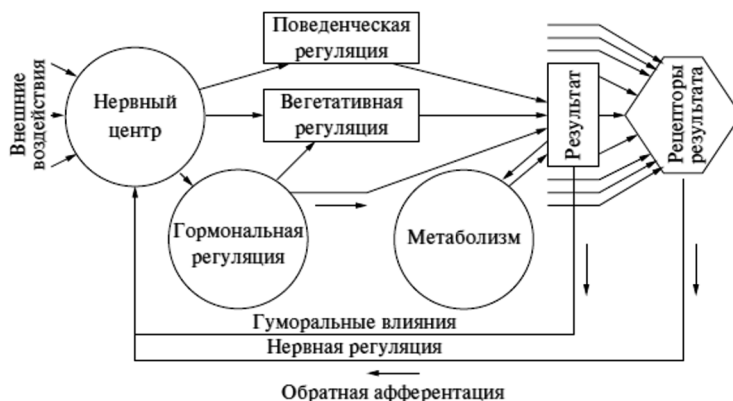 Поведенческая
регуляция
Внешние
воздействия
Нервный
центр
Вегетативная
регуляция
Результат
Рецепторы
результата
Гормональная
регуляция
Метаболизм
Гуморальные влияния
Нервная регуляция
Обратная афферентация